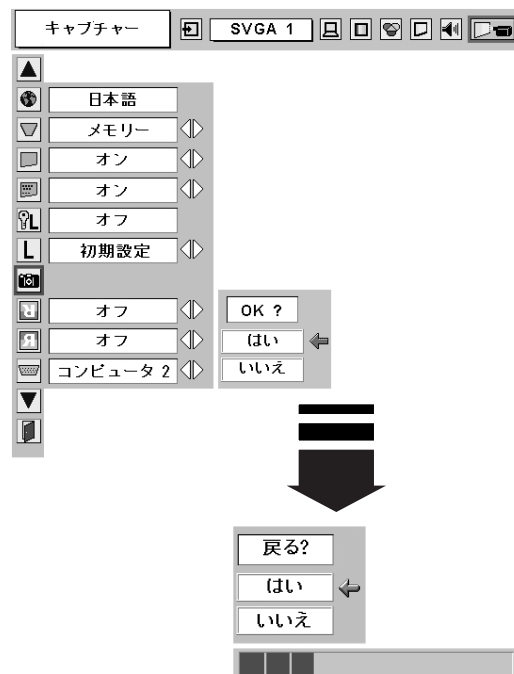 キャプチャー
SVGA 1
日本語
メモリー
オン
オン
L
オフ
L
初期設定
オフ
オフ
コンピュータ 2
OK ?
はい
いいえ
戻る?
はい
いいえ